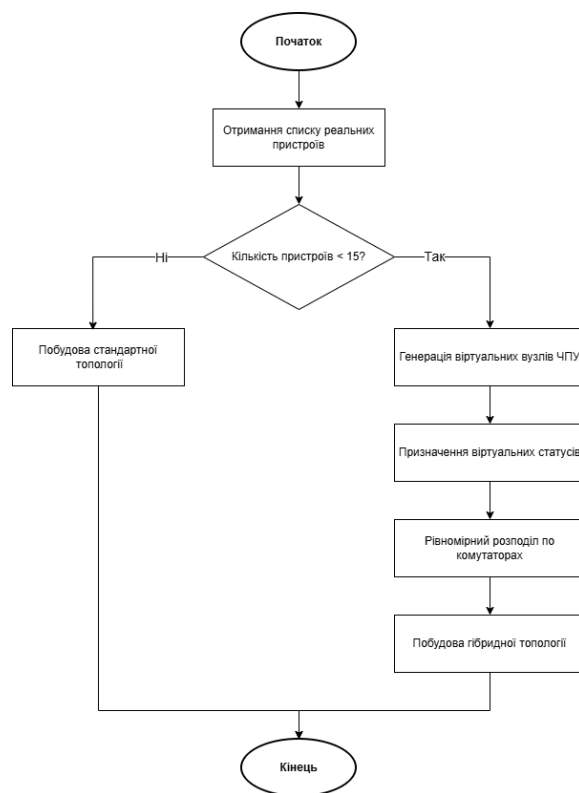 Початок
Отримання списку реальних
пристроїв
Кількість пристроїв < 15?
Ні
Так
Побудова стандартної
топології
Генерація віртуальних вузлів ЧПУ
Призначення віртуальних статусів
Рівномірний розподіл по
комутаторах
Побудова гібридної топології
Кінець